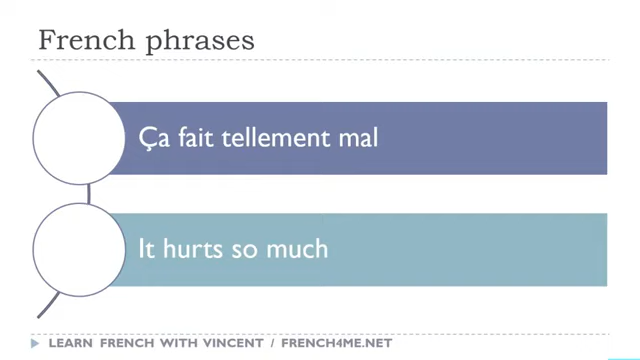 French phrases
Ça fait tellement mal
It hurts so much
LEARN FRENCH WITH VINCENT / FRENCH4ME.NET